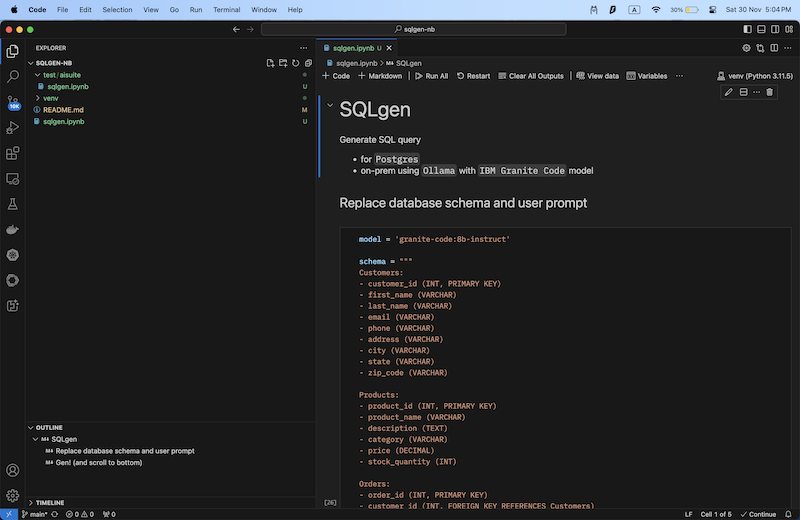 Code File Edit Selection View Go Run Terminal Window Help A 30% Sat 30 Nov 5:04 PM
sqlgen-nb
EXPLORER
SQLGEN-NB
test/aisuite
sqlgen.ipynb U
venv
README.md M
sqlgen.ipynb U
10K
OUTLINE
M↓ SQLgen
M↓ Replace database schema and user prompt
M↓ Gen! (and scroll to bottom)
TIMELINE
sqlgen.ipynb U
sqlgen.ipynb > M↓ SQLgen
+ Code + Markdown Run All Restart Clear All Outputs View data Variables ... venv (Python 3.11.5)
SQLgen
Generate SQL query
• for Postgres
• on-prem using Ollama with IBM Granite Code model
Replace database schema and user prompt
model = 'granite-code:8b-instruct'
schema = """
Customers:
- customer_id (INT, PRIMARY KEY)
- first_name (VARCHAR)
- last_name (VARCHAR)
- email (VARCHAR)
- phone (VARCHAR)
- address (VARCHAR)
- city (VARCHAR)
- state (VARCHAR)
- zip_code (VARCHAR)
Products:
- product_id (INT, PRIMARY KEY)
- product_name (VARCHAR)
- description (TEXT)
- category (VARCHAR)
- price (DECIMAL)
- stock_quantity (INT)
Orders:
- order_id (INT, PRIMARY KEY)
- customer_id (INT, FOREIGN KEY REFERENCES Customers)
[26]
main* 0 0 0 LF Cell 1 of 5 Continue